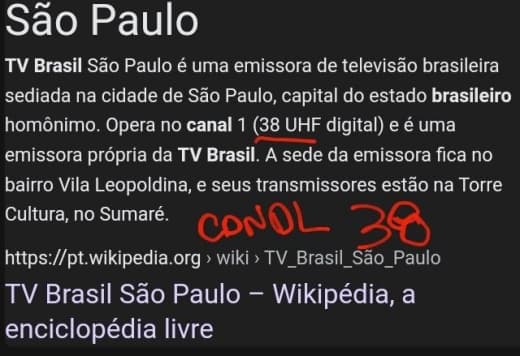 São Paulo
TV Brasil São Paulo é uma emissora de televisão brasileira
sediada na cidade de São Paulo, capital do estado brasileiro
homônimo. Opera no canal 1 (38 UHF digital) e é uma
emissora própria da TV Brasil. A sede da emissora fica no
bairro Vila Leopoldina, e seus transmissores estão na Torre
Cultura, no Sumaré.
CONOL 38
https://pt.wikipedia.org › wiki › TV_Brasil_São_Paulo
TV Brasil São Paulo – Wikipédia, a
enciclopédia livre